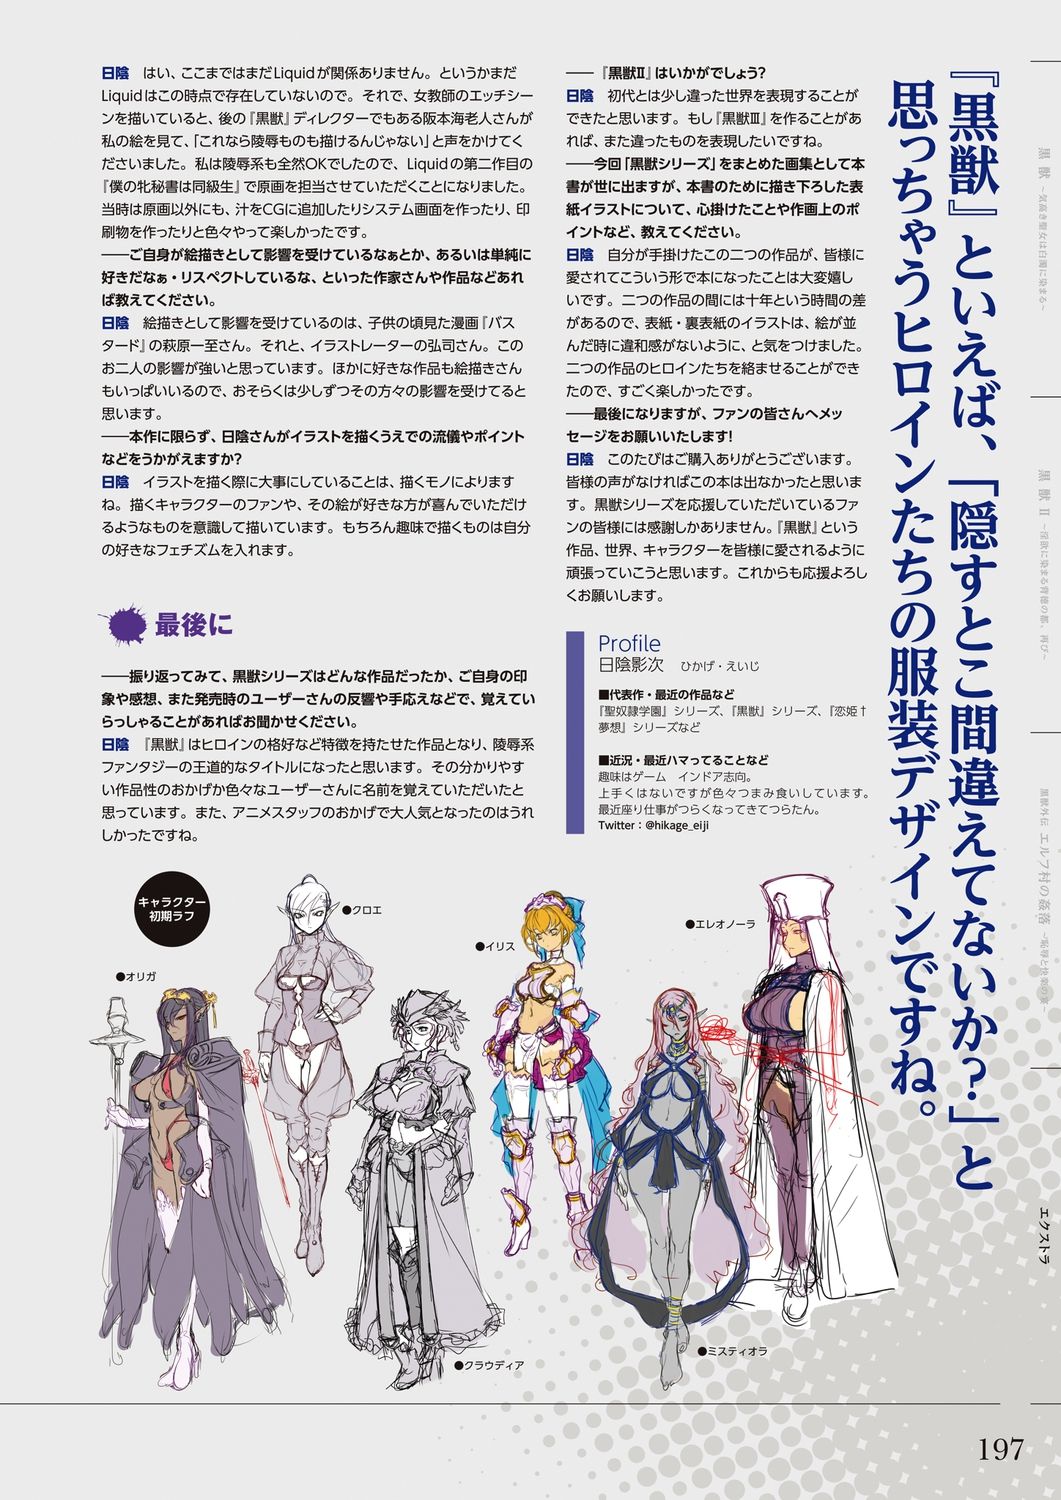 『黒獣』といえば、「隠すとこ間違えてないか？」と
思っちゃうヒロインたちの服装デザインですね。
日陰　はい、ここまではまだLiquidが関係ありません。というかまだ
Liquidはこの時点で存在していないので。それで、女教師のエッチシー
ンを描いていると、後の『黒獣』ディレクターでもある阪本海老人さんが
私の絵を見て、「これなら陵辱ものも描けるんじゃない」と声をかけてく
ださいました。私は陵辱系も全然OKでしたので、Liquidの第二作目の
『僕の牝秘書は同級生』で原画を担当させていただくことになりました。
当時は原画以外にも、汁をCGに追加したりシステム画面を作ったり、印
刷物を作ったりと色々やって楽しかったです。
――ご自身が絵描きとして影響を受けているなぁとか、あるいは単純に
好きだなぁ・リスペクトしているな、といった作家さんや作品などあれ
ば教えてください。
日陰　絵描きとして影響を受けているのは、子供の頃見た漫画『バス
タード』の萩原一至さん。それと、イラストレーターの弘司さん。この
お二人の影響が強いと思っています。ほかに好きな作品も絵描きさん
もいっぱいいるので、おそらくは少しずつその方々の影響を受けてると
思います。
――本作に限らず、日陰さんがイラストを描くうえでの流儀やポイント
などをうかがえますか？
日陰　イラストを描く際に大事にしていることは、描くモノによります
ね。描くキャラクターのファンや、その絵が好きな方が喜んでいただけ
るようなものを意識して描いています。もちろん趣味で描くものは自分
の好きなフェチズムを入れます。
最後に
――振り返ってみて、黒獣シリーズはどんな作品だったか、ご自身の印
象や感想、また発売時のユーザーさんの反響や手応えなどで、覚えてい
らっしゃることがあればお聞かせください。
日陰　『黒獣』はヒロインの格好など特徴を持たせた作品となり、陵辱系
ファンタジーの王道的なタイトルになったと思います。その分かりやす
い作品性のおかげか色々なユーザーさんに名前を覚えていただいたと
思っています。また、アニメスタッフのおかげで大人気となったのはうれ
しかったですね。
――『黒獣Ⅱ』はいかがでしょう？
日陰　初代とは少し違った世界を表現することが
できたと思います。もし『黒獣Ⅲ』を作ることがあ
れば、また違ったものを表現したいですね。
――今回「黒獣シリーズ」をまとめた画集として本
書が世に出ますが、本書のために描き下ろした表
紙イラストについて、心掛けたことや作画上のポ
イントなど、教えてください。
日陰　自分が手掛けたこの二つの作品が、皆様に
愛されてこういう形で本になったことは大変嬉し
いです。二つの作品の間には十年という時間の差
があるので、表紙・裏表紙のイラストは、絵が並
んだ時に違和感がないように、と気をつけました。
二つの作品のヒロインたちを絡ませることができ
たので、すごく楽しかったです。
――最後になりますが、ファンの皆さんへメッ
セージをお願いいたします！
日陰　このたびはご購入ありがとうございます。
皆様の声がなければこの本は出なかったと思いま
す。黒獣シリーズを応援していただいているファ
ンの皆様には感謝しかありません。『黒獣』という
作品、世界、キャラクターを皆様に愛されるように
頑張っていこうと思います。これからも応援よろし
くお願いします。
Profile
日陰影次　ひかげ・えいじ
■代表作・最近の作品など
『聖奴隷学園』シリーズ、『黒獣』シリーズ、『恋姫†
夢想』シリーズなど
■近況・最近ハマってることなど
趣味はゲーム　インドア志向。
上手くはないですが色々つまみ食いしています。
最近座り仕事がつらくなってきてつらたん。
Twitter：@hikage_eiji
キャラクター
初期ラフ
●オリガ
●クロエ
●クラウディア
●イリス
●ミスティオラ
●エレオノーラ
黒獣 ～気高き聖女は白濁に染まる～
黒獣Ⅱ ～淫欲に染まる背徳の都、再び～
黒獣外伝 エルフ村の姦落 ～恥辱と快楽の宴～
エクストラ
197